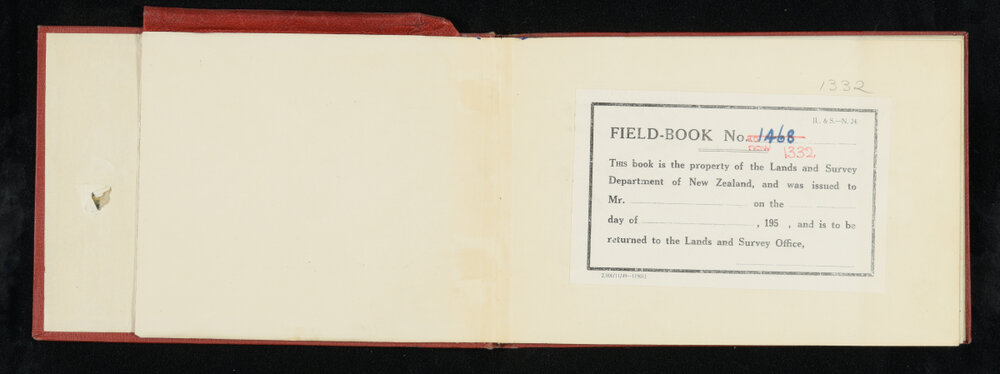 1332
[L. & S.—N. 24
FIELD-BOOK No. 1468
now 1332
THIS book is the property of the Lands and Survey
Department of New Zealand, and was issued to
Mr. on the
day of , 195 , and is to be
returned to the Lands and Survey Office,